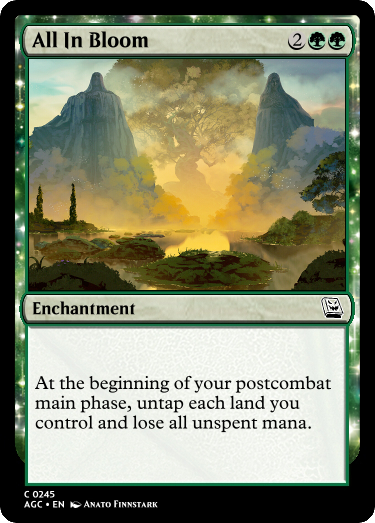 All In Bloom 2
Enchantment
At the beginning of your postcombat
main phase, untap each land you
control and lose all unspent mana.
C 0245
AGC • EN Anato Finnstark